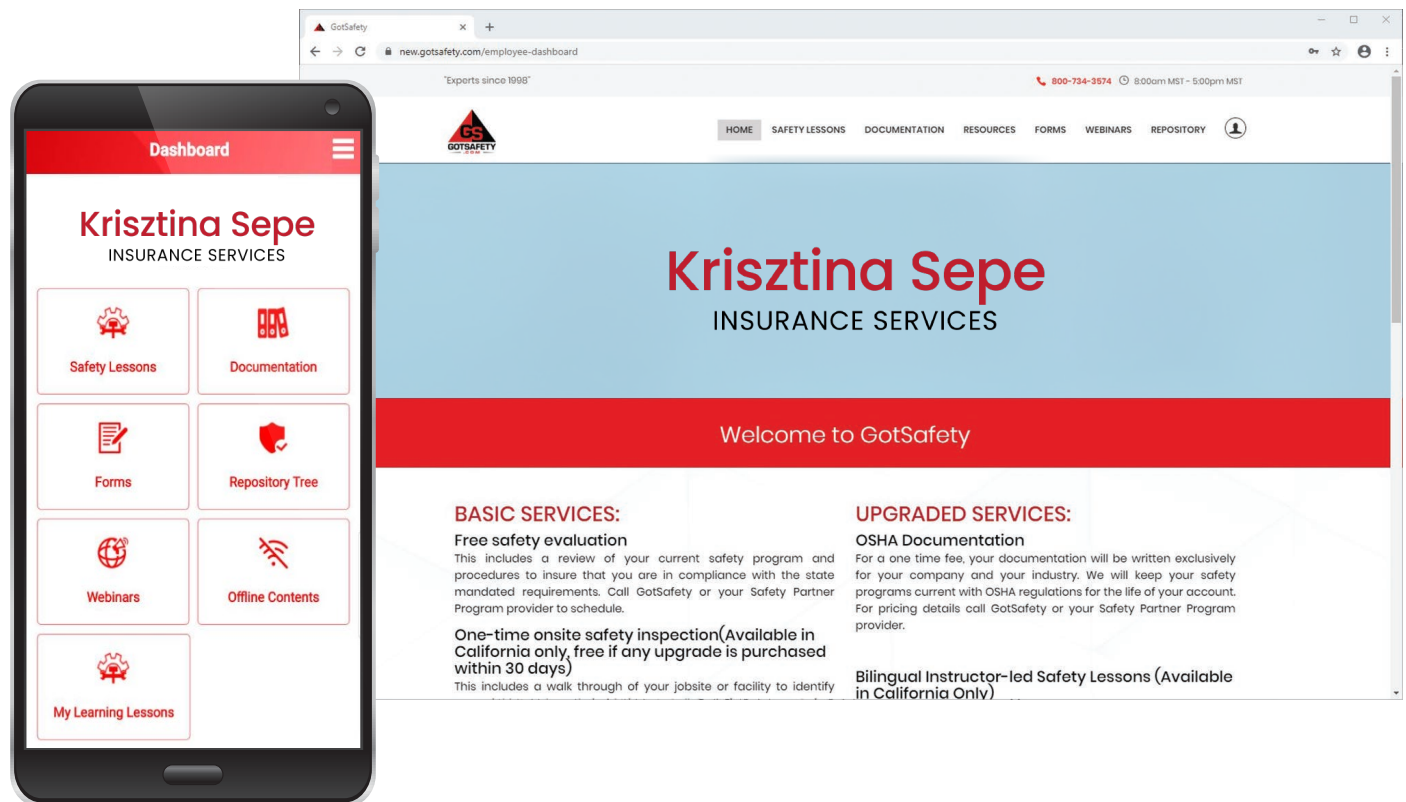 GotSafety
new.gotsafety.com/employee-dashboard
"Experts since 1998"
800-734-3574 8:00am MST - 5:00pm MST
GS
GOTSAFETY
.COM
HOME SAFETY LESSONS DOCUMENTATION RESOURCES FORMS WEBINARS REPOSITORY
Krisztina Sepe
INSURANCE SERVICES
Welcome to GotSafety
BASIC SERVICES:
Free safety evaluation
This includes a review of your current safety program and
procedures to insure that you are in compliance with the state
mandated requirements. Call GotSafety or your Safety Partner
Program provider to schedule.
One-time onsite safety inspection(Available in
California only, free if any upgrade is purchased
within 30 days)
This includes a walk through of your jobsite or facility to identify
UPGRADED SERVICES:
OSHA Documentation
For a one time fee, your documentation will be written exclusively
for your company and your industry. We will keep your safety
programs current with OSHA regulations for the life of your account.
For pricing details call GotSafety or your Safety Partner Program
provider.
Bilingual Instructor-led Safety Lessons (Available
in California Only)
Dashboard
Krisztina Sepe
INSURANCE SERVICES
Safety Lessons
Documentation
Forms
Repository Tree
Webinars
Offline Contents
My Learning Lessons